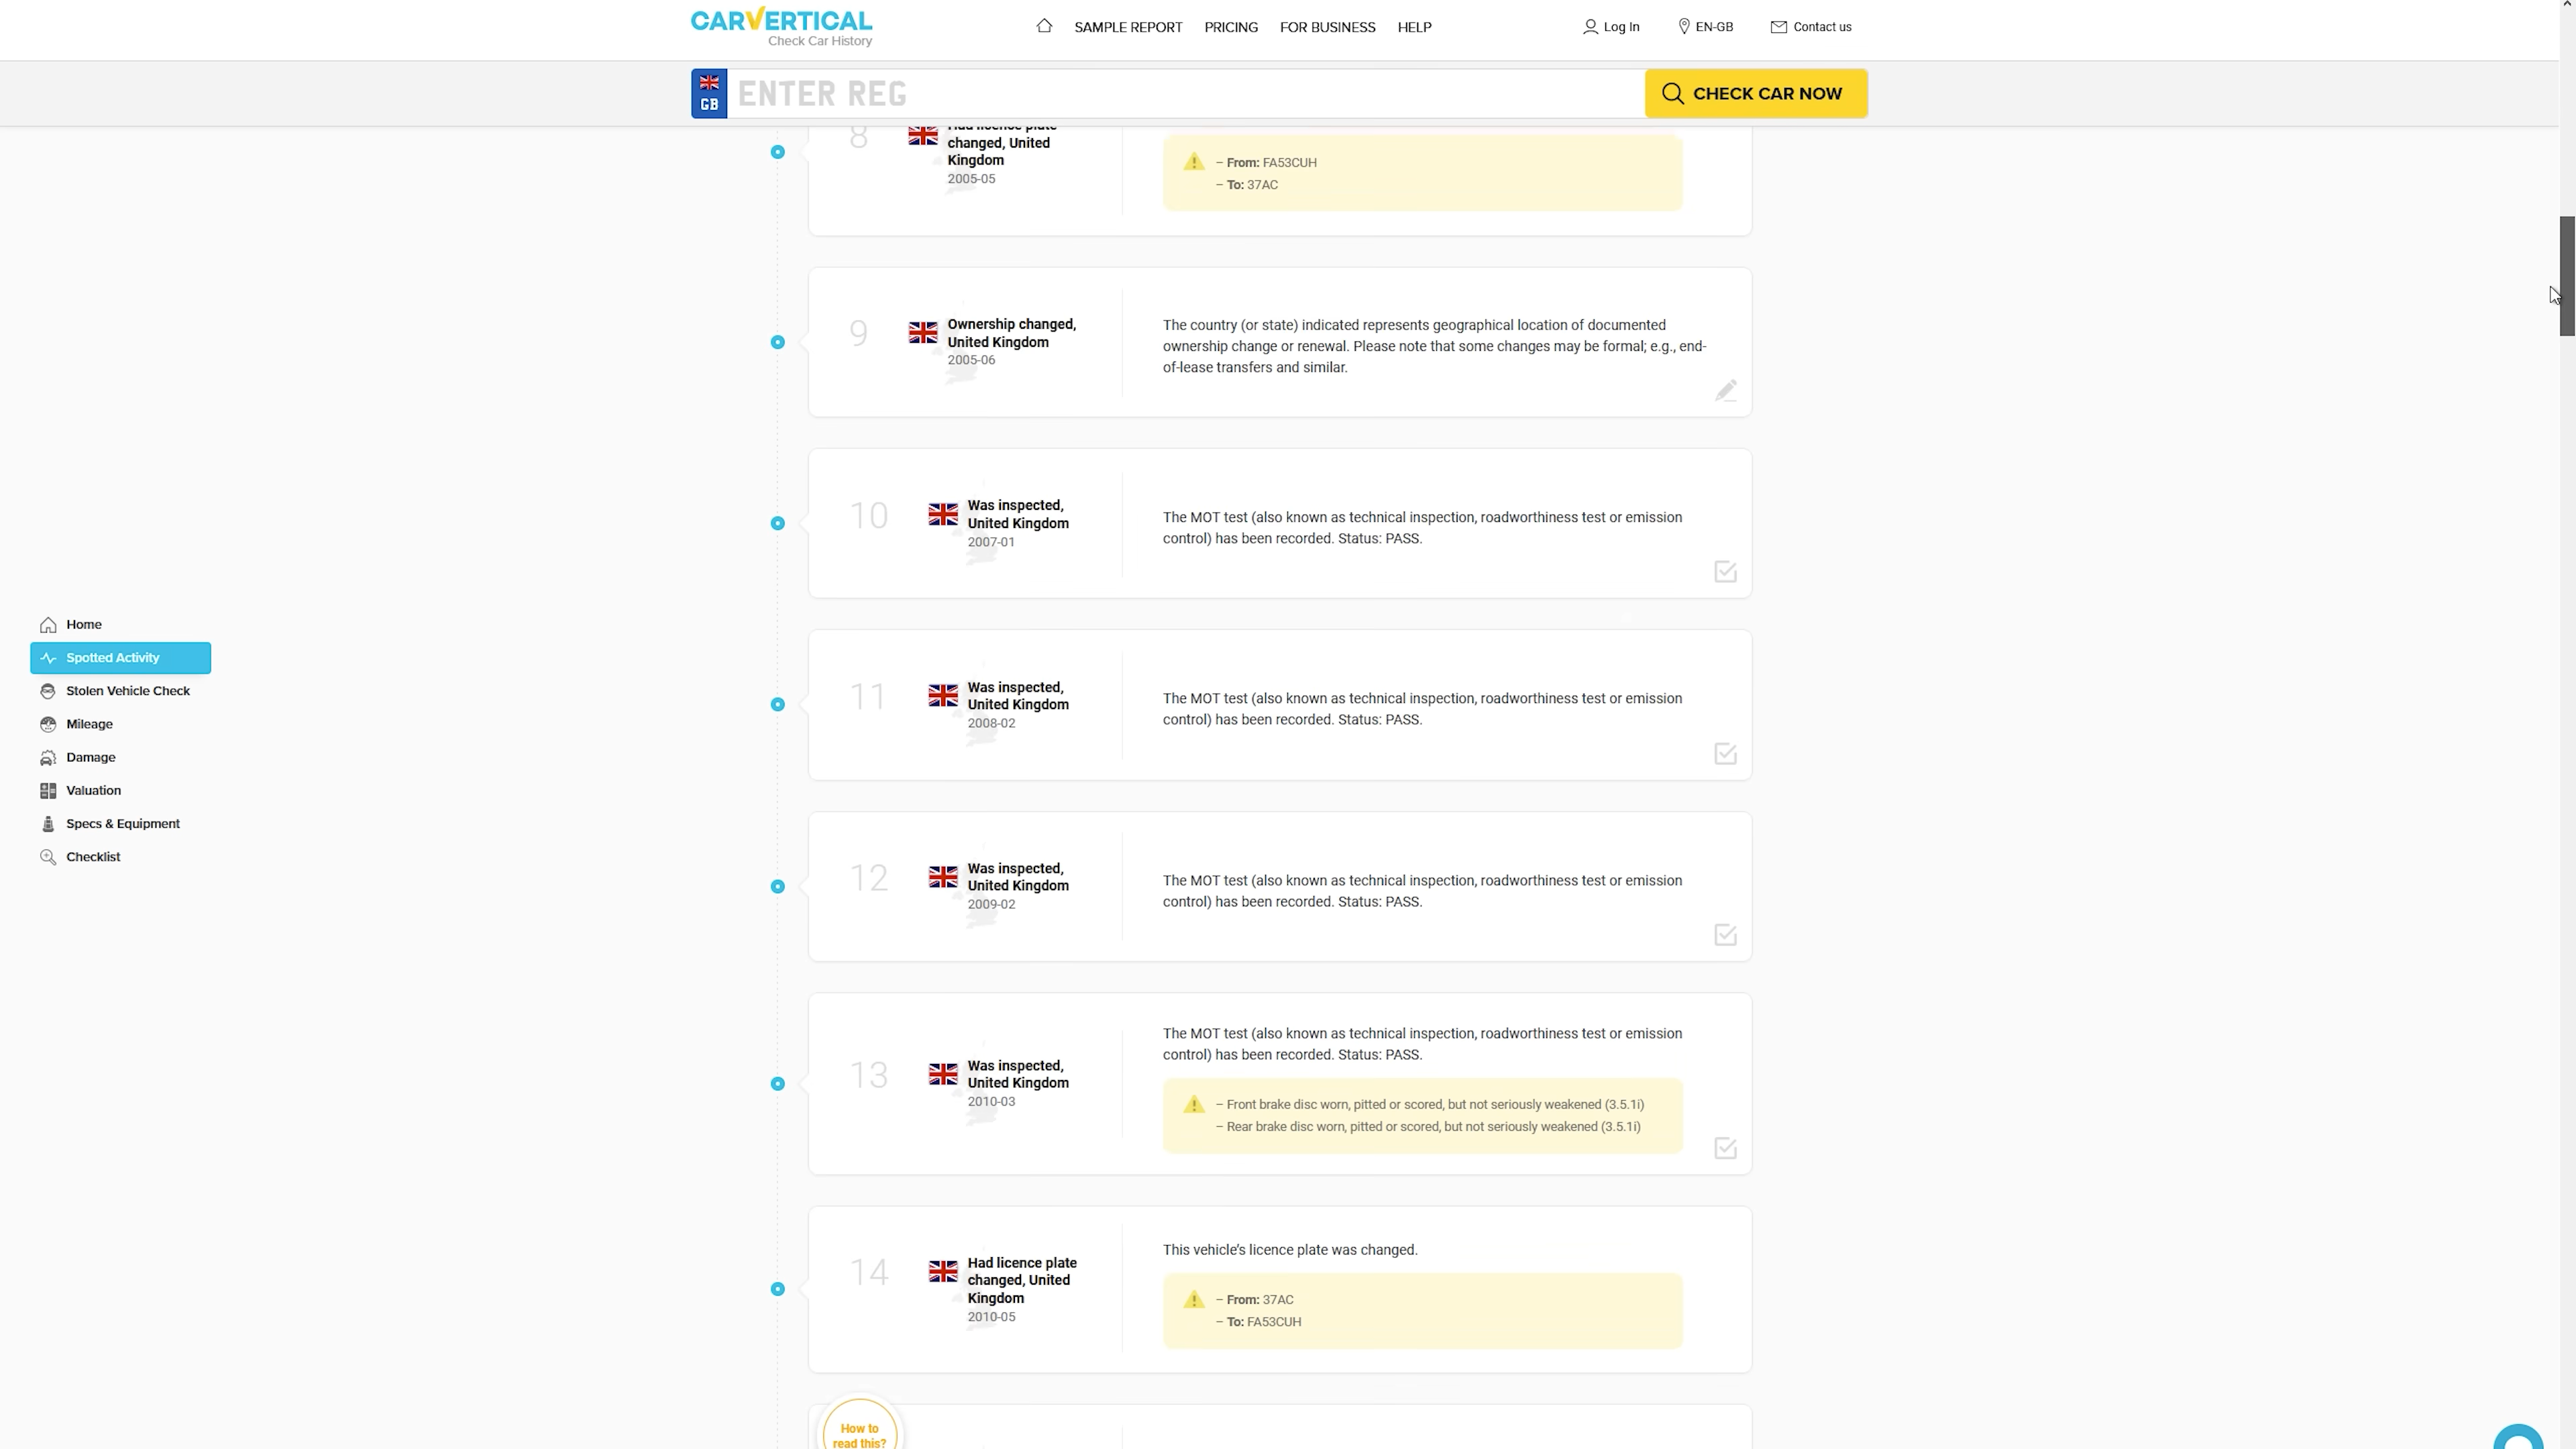 CARVERTICAL
Check Car History
SAMPLE REPORT
PRICING
FOR BUSINESS
HELP
Log In
EN-GB
Contact us
GB
ENTER REG
CHECK CAR NOW
8
Had licence plate
changed, United
Kingdom
2005-05
– From: FA53CUH
– To: 37AC
9
Ownership changed,
United Kingdom
2005-06
The country (or state) indicated represents geographical location of documented
ownership change or renewal. Please note that some changes may be formal; e.g., end-
of-lease transfers and similar.
10
Was inspected,
United Kingdom
2007-01
The MOT test (also known as technical inspection, roadworthiness test or emission
control) has been recorded. Status: PASS.
11
Was inspected,
United Kingdom
2008-02
The MOT test (also known as technical inspection, roadworthiness test or emission
control) has been recorded. Status: PASS.
12
Was inspected,
United Kingdom
2009-02
The MOT test (also known as technical inspection, roadworthiness test or emission
control) has been recorded. Status: PASS.
13
Was inspected,
United Kingdom
2010-03
The MOT test (also known as technical inspection, roadworthiness test or emission
control) has been recorded. Status: PASS.
– Front brake disc worn, pitted or scored, but not seriously weakened (3.5.1i)
– Rear brake disc worn, pitted or scored, but not seriously weakened (3.5.1i)
14
Had licence plate
changed, United
Kingdom
2010-05
This vehicle’s licence plate was changed.
– From: 37AC
– To: FA53CUH
How to
read this?
Home
Spotted Activity
Stolen Vehicle Check
Mileage
Damage
Valuation
Specs & Equipment
Checklist